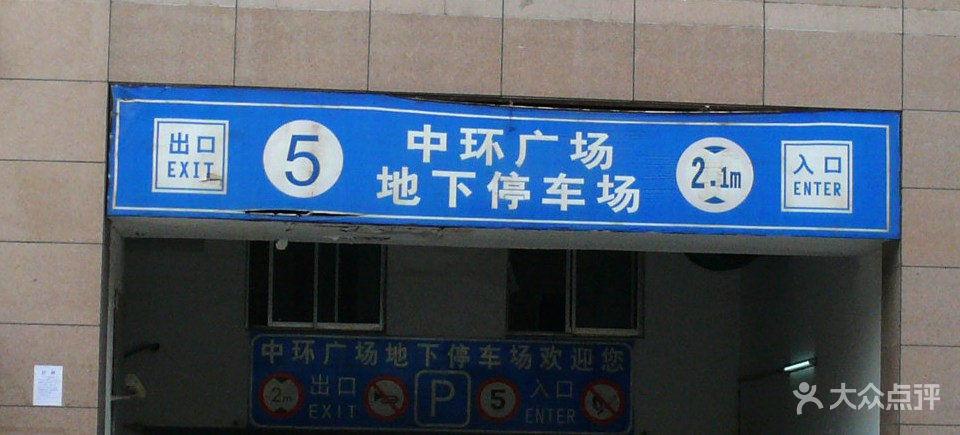 出口
EXIT
5
中环广场
地下停车场
2.1m
入口
ENTER
中环广场地下停车场欢迎您
2m
出口
EXIT
P
5
入口
ENTER
大众点评